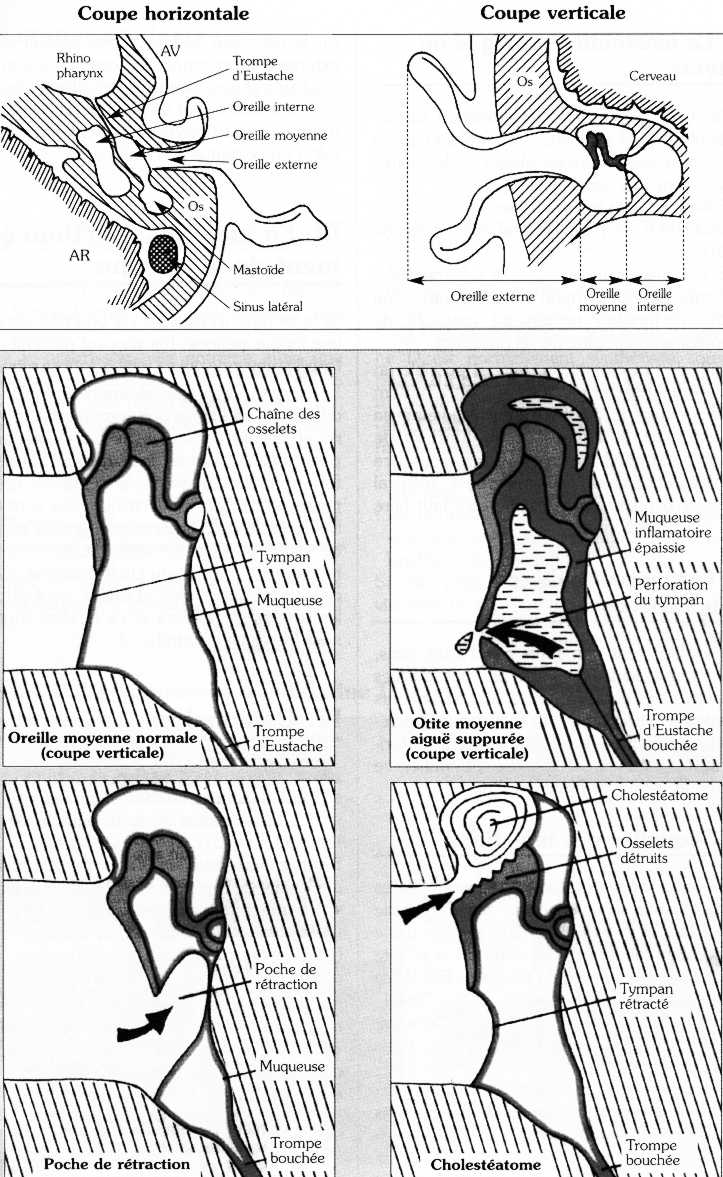 Coupe horizontale
Coupe verticale
Rhino
pharynx
AV
Trompe
d'Eustache
Oreille interne
Oreille moyenne
Oreille externe
Os
AR
Mastoïde
Sinus latéral
Os
Cerveau
Oreille externe
Oreille
moyenne
Oreille
interne
Chaîne des
osselets
Tympan
Muqueuse
Trompe
d'Eustache
Oreille moyenne normale
(coupe verticale)
Muqueuse
inflamatoire
épaissie
Perforation
du tympan
Trompe
d'Eustache
bouchée
Otite moyenne
aiguë suppurée
(coupe verticale)
Poche de
rétraction
Muqueuse
Trompe
bouchée
Poche de rétraction
Cholestéatome
Osselets
détruits
Tympan
rétracté
Trompe
bouchée
Cholestéatome